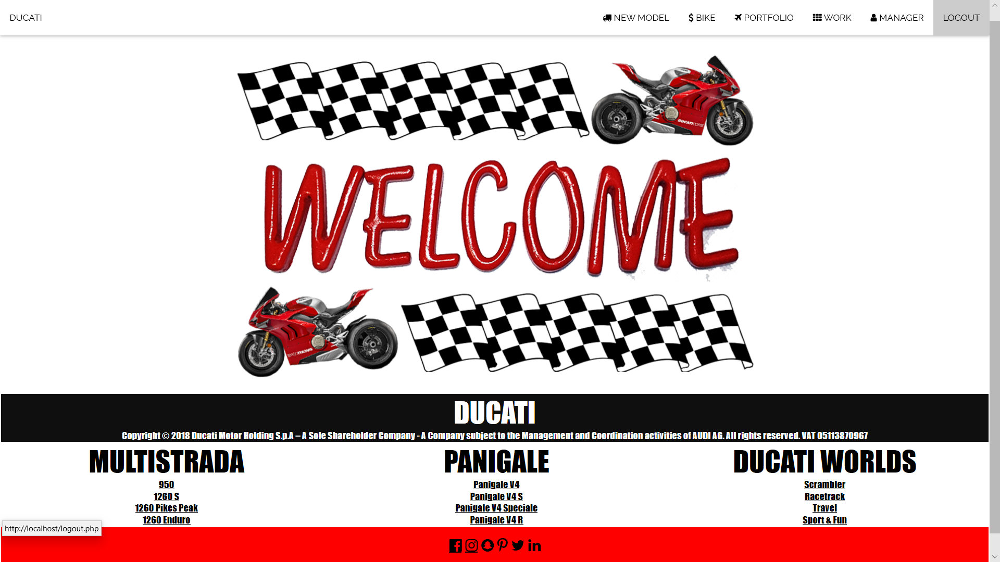 DUCATI
NEW MODEL
BIKE
PORTFOLIO
WORK
MANAGER
LOGOUT
DUCATICORSE
WELCOME
DUCATI
Copyright © 2018 Ducati Motor Holding S.p.A – A Sole Shareholder Company - A Company subject to the Management and Coordination activities of AUDI AG. All rights reserved. VAT 05113870967
MULTISTRADA
950
1260 S
1260 Pikes Peak
1260 Enduro
PANIGALE
Panigale V4
Panigale V4 S
Panigale V4 Speciale
Panigale V4 R
DUCATI WORLDS
Scrambler
Racetrack
Travel
Sport & Fun
http://localhost/logout.php